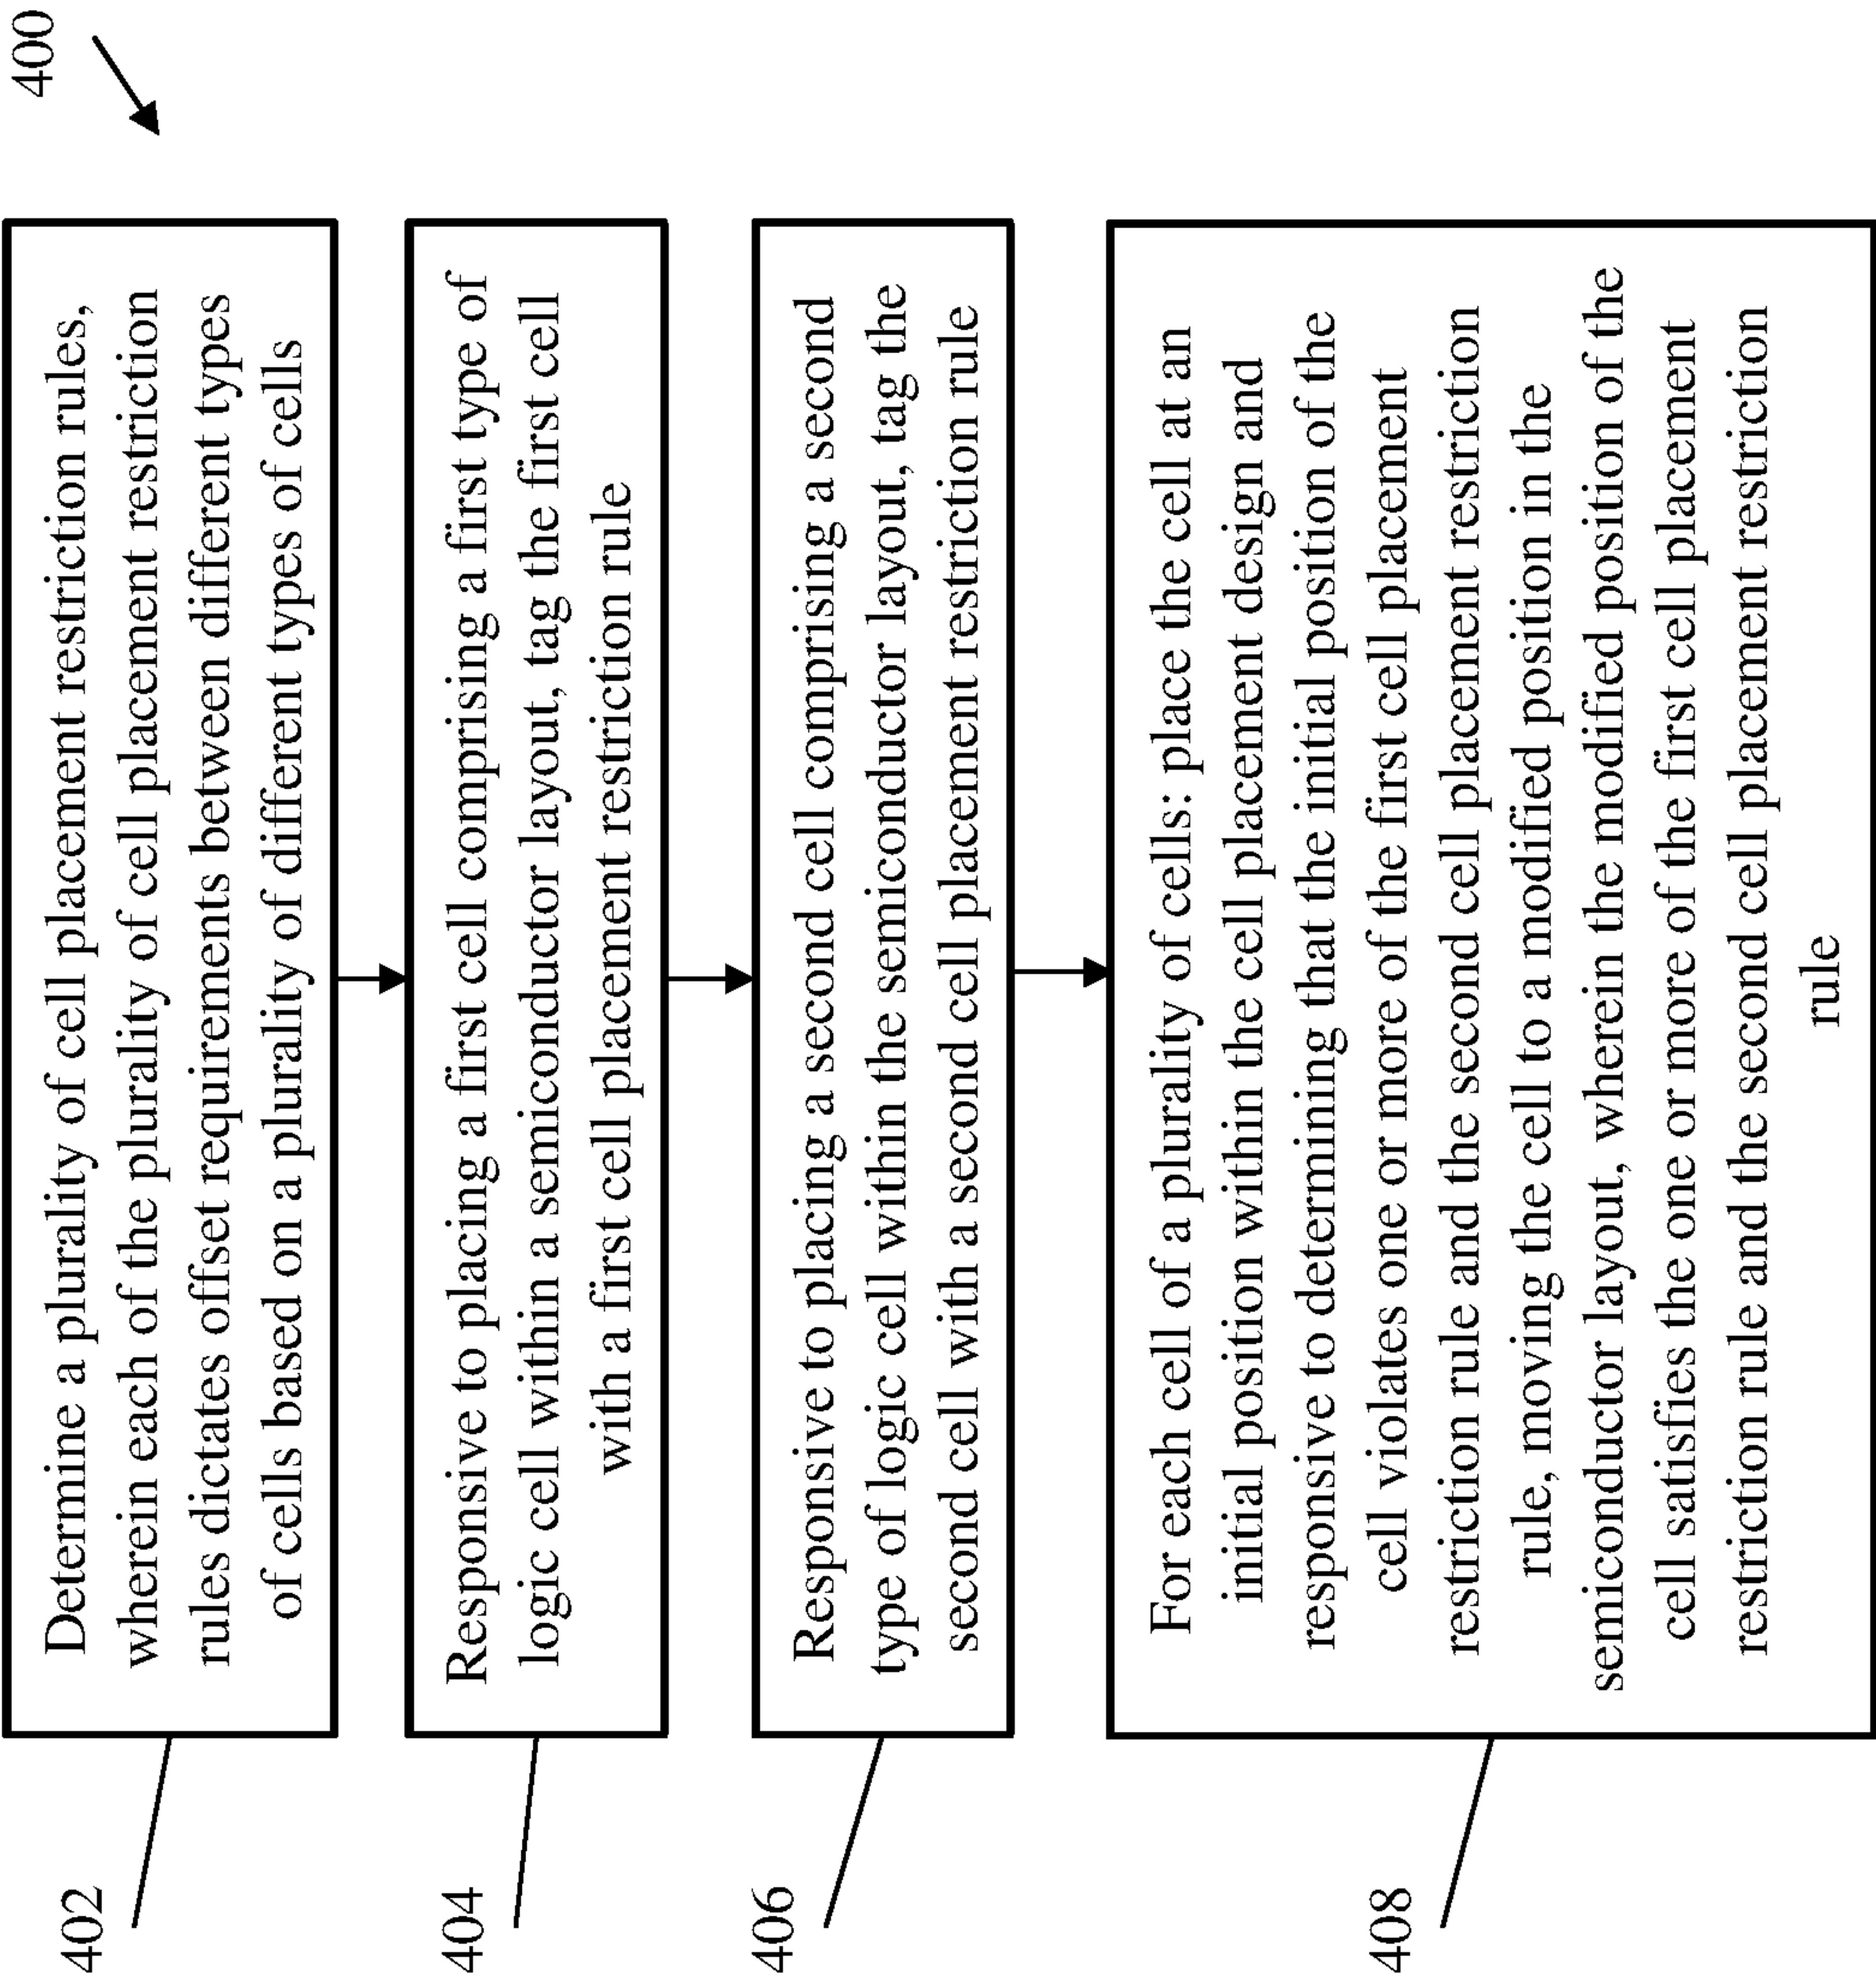 400
402
Determine a plurality of cell placement restriction rules,
wherein each of the plurality of cell placement restriction
rules dictates offset requirements between different types
of cells based on a plurality of different types of cells
404
Responsive to placing a first cell comprising a first type of
logic cell within a semiconductor layout, tag the first cell
with a first cell placement restriction rule
406
Responsive to placing a second cell comprising a second
type of logic cell within the semiconductor layout, tag the
second cell with a second cell placement restriction rule
408
For each cell of a plurality of cells: place the cell at an
initial position within the cell placement design and
responsive to determining that the initial position of the
cell violates one or more of the first cell placement
restriction rule and the second cell placement restriction
rule, moving the cell to a modified position in the
semiconductor layout, wherein the modified position of the
cell satisfies the one or more of the first cell placement
restriction rule and the second cell placement restriction
rule